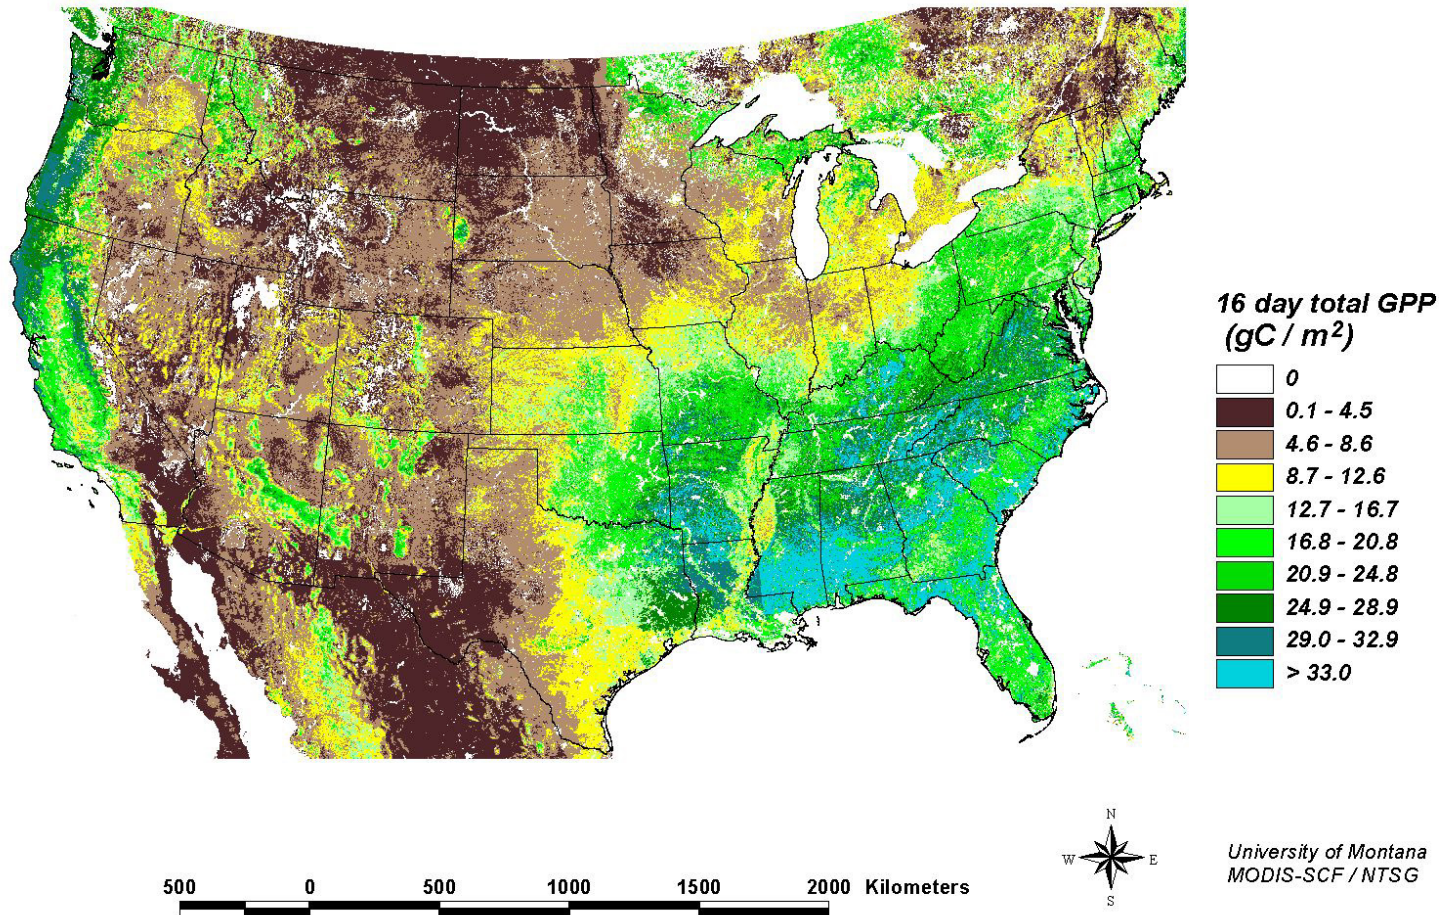 16 day total GPP
(gC / m²)
0
0.1 - 4.5
4.6 - 8.6
8.7 - 12.6
12.7 - 16.7
16.8 - 20.8
20.9 - 24.8
24.9 - 28.9
29.0 - 32.9
> 33.0
N
W E
S
University of Montana
MODIS-SCF / NTSG
500 0 500 1000 1500 2000 Kilometers